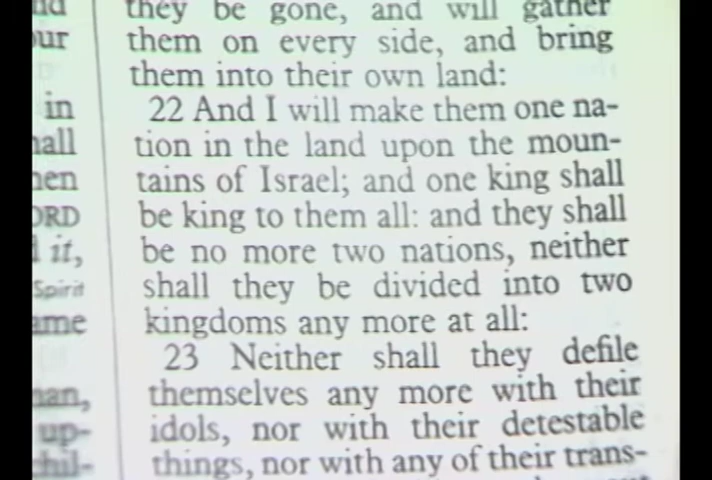 they be gone, and will gather
them on every side, and bring
them into their own land:
22 And I will make them one na-
tion in the land upon the moun-
tains of Israel; and one king shall
be king to them all: and they shall
be no more two nations, neither
shall they be divided into two
kingdoms any more at all:
23 Neither shall they defile
themselves any more with their
idols, nor with their detestable
things, nor with any of their trans-
in
it,
Spirit